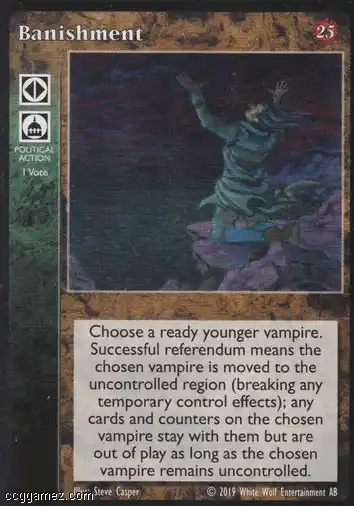 Banishment
25
POLITICAL
ACTION
1 Vote
Choose a ready younger vampire.
Successful referendum means the
chosen vampire is moved to the
uncontrolled region (breaking any
temporary control effects); any
cards and counters on the chosen
vampire stay with them but are
out of play as long as the chosen
vampire remains uncontrolled.
Illus: Steve Casper
© 2019 White Wolf Entertainment AB
ccggamez.com